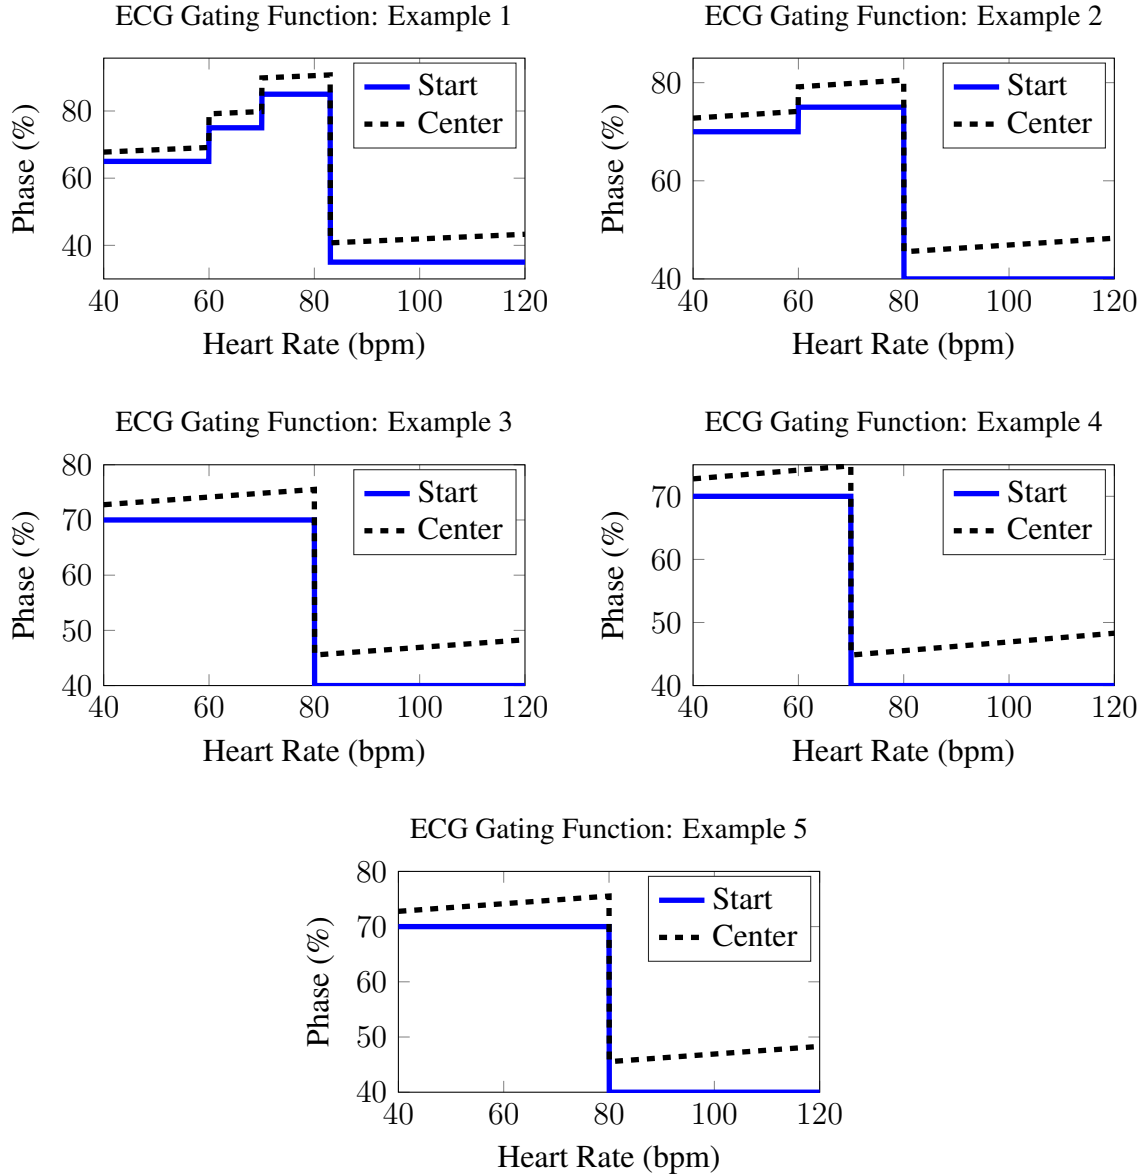 ECG Gating Function: Example 1
Phase (%)
80
60
40
Start
Center
40 60 80 100 120
Heart Rate (bpm)
ECG Gating Function: Example 2
Phase (%)
80
60
40
Start
Center
40 60 80 100 120
Heart Rate (bpm)
ECG Gating Function: Example 3
Phase (%)
80
70
60
50
40
Start
Center
40 60 80 100 120
Heart Rate (bpm)
ECG Gating Function: Example 4
Phase (%)
70
60
50
40
Start
Center
40 60 80 100 120
Heart Rate (bpm)
ECG Gating Function: Example 5
Phase (%)
80
70
60
50
40
Start
Center
40 60 80 100 120
Heart Rate (bpm)